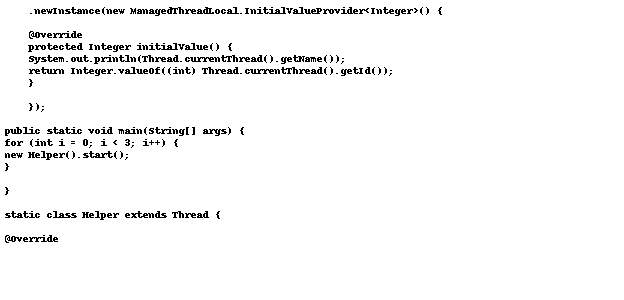 .newInstance(new ManagedThreadLocal.InitialValueProvider<Integer>() {
@Override
protected Integer initialValue() {
System.out.println(Thread.currentThread().getName());
return Integer.valueOf((int) Thread.currentThread().getId());
}
});
public static void main(String[] args) {
for (int i = 0; i < 3; i++) {
new Helper().start();
}
}
static class Helper extends Thread {
@Override